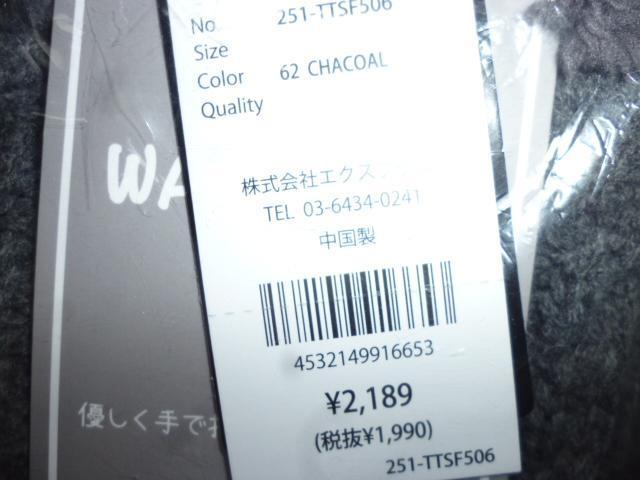 No. 251-TTSF506
Size
Color 62 CHACOAL
Quality
株式会社エクス
TEL 03-6434-0241
中国製
4532149916653
¥2,189
(税抜¥1,990)
251-TTSF506
WA
優しく手で